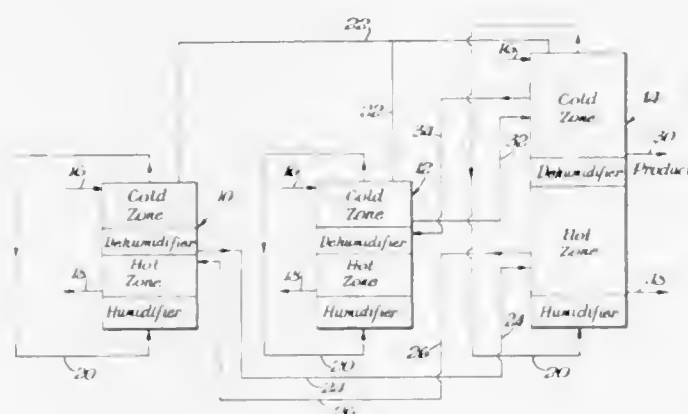 22
16
14
Cold
Zone
34
22
32
30
Product
Dehumidifier
16
10
16
12
Cold
Zone
Cold
Zone
Dehumidifier
Dehumidifier
Hot
Zone
18
Hot
Zone
18
Hot
Zone
18
Humidifier
Humidifier
Humidifier
26
24
20
20
20
24
26